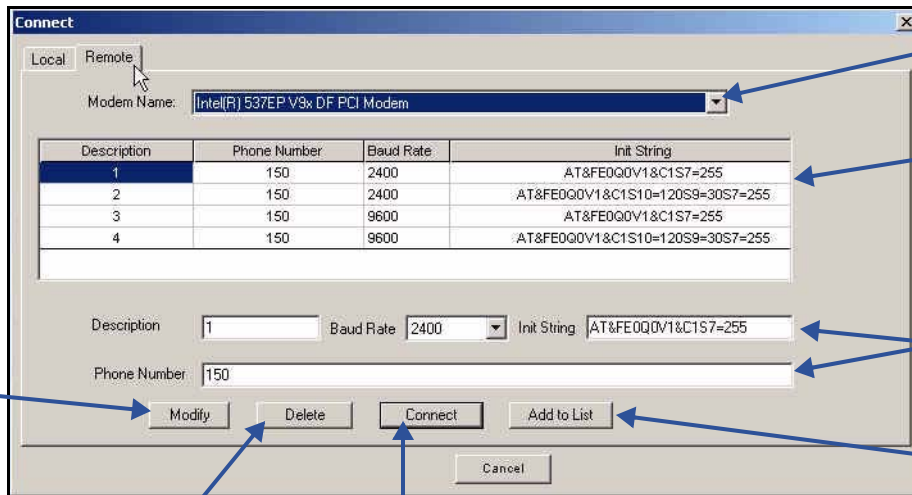 Connect
Local Remote
Modem Name: Intel(R) 537EP V9x DF PCI Modem
Description Phone Number Baud Rate Init String
1 150 2400 AT&FE0Q0V1&C1S7=255
2 150 2400 AT&FE0Q0V1&C1S10=120S9=30S7=255
3 150 9600 AT&FE0Q0V1&C1S7=255
4 150 9600 AT&FE0Q0V1&C1S10=120S9=30S7=255
Description 1 Baud Rate 2400 Init String AT&FE0Q0V1&C1S7=255
Phone Number 150
Modify Delete Connect Add to List
Cancel